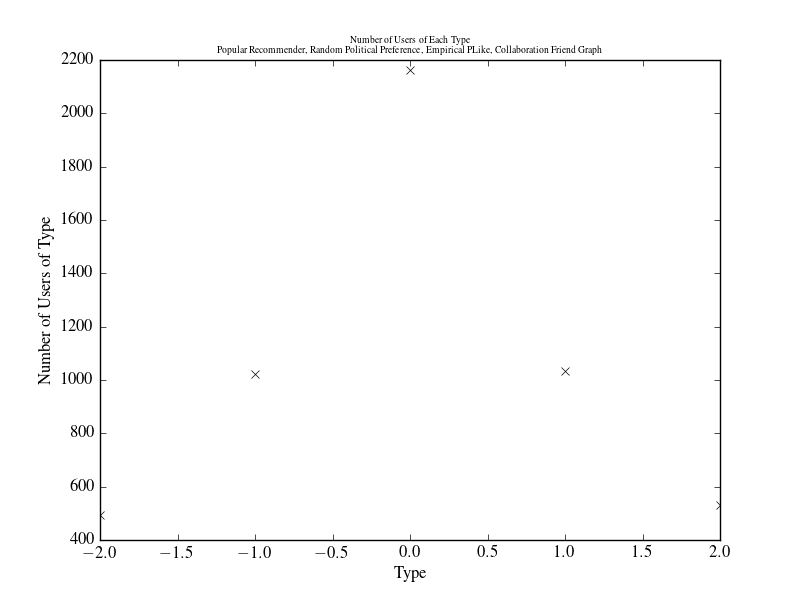 Number of Users of Each Type
Popular Recommender, Random Political Preference, Empirical PLike, Collaboration Friend Graph
2200
2000
1800
1600
1400
1200
1000
800
600
400
Number of Users of Type
−2.0 −1.5 −1.0 −0.5 0.0 0.5 1.0 1.5 2.0
Type